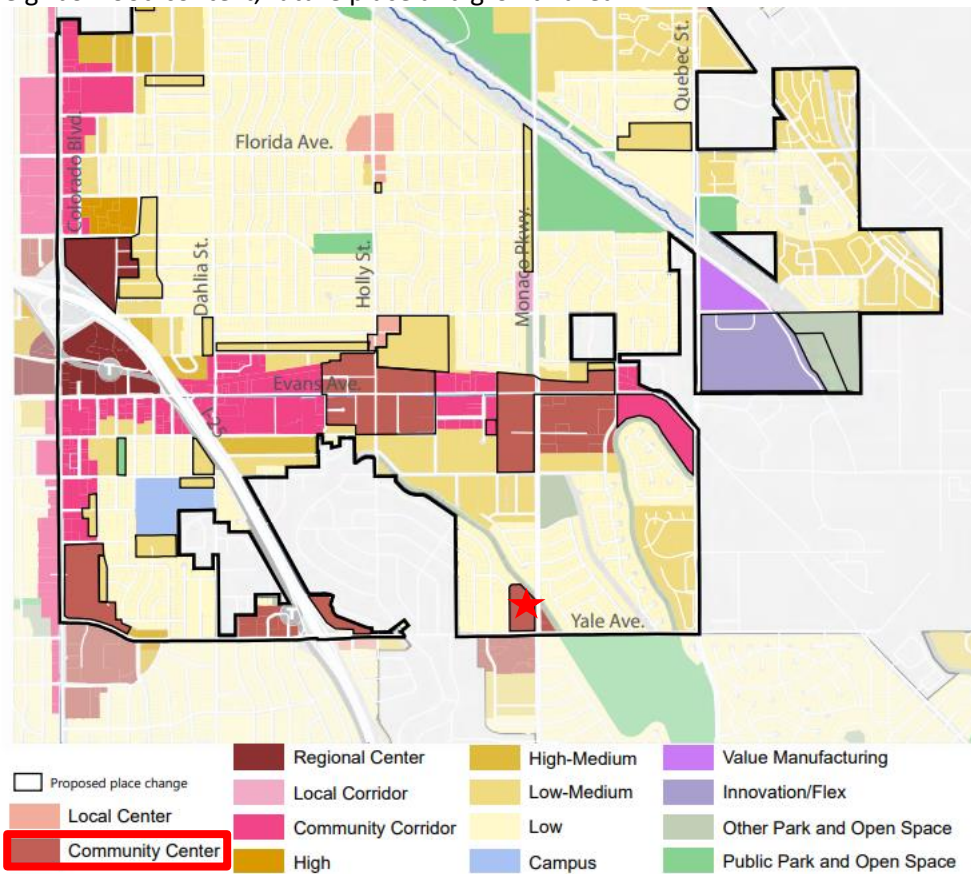 Quebec St.
Florida Ave.
Colorado Blvd.
Dahlia St.
Holly St.
Monaco Pkwy.
Evans Ave.
I-25
Yale Ave.
Proposed place change
Local Center
Community Center
Regional Center
Local Corridor
Community Corridor
High
High-Medium
Low-Medium
Low
Campus
Value Manufacturing
Innovation/Flex
Other Park and Open Space
Public Park and Open Space